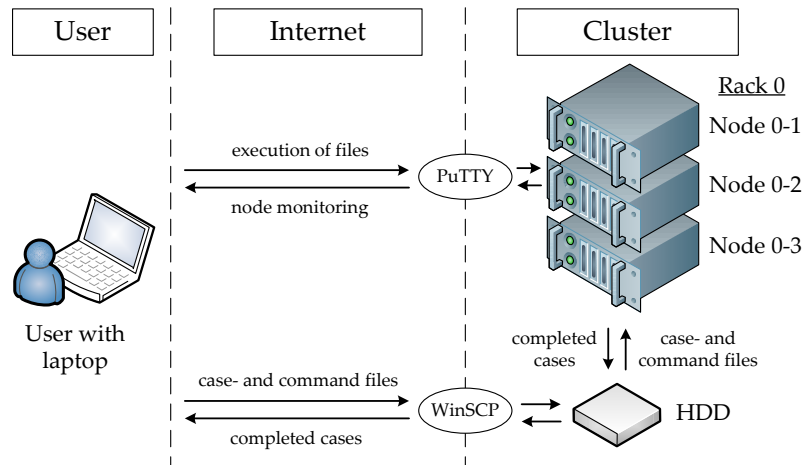 User
Internet
Cluster
Rack 0
Node 0-1
execution of files
PuTTY
node monitoring
Node 0-2
Node 0-3
User with
laptop
completed
cases
case- and
command files
case- and command files
WinSCP
HDD
completed cases